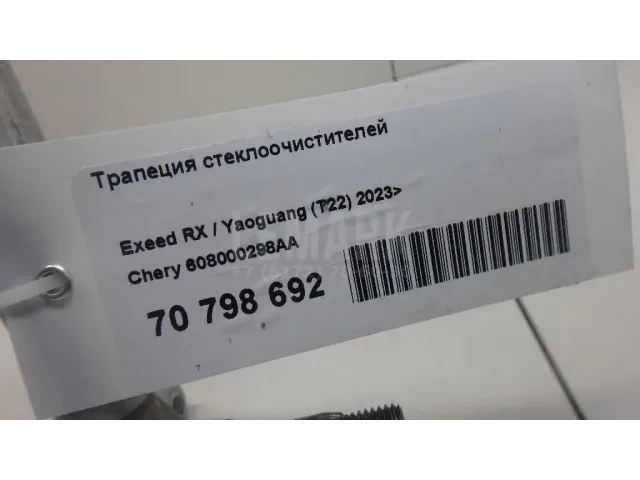 Трапеция стеклоочистителей
Exeed RX / Yaoguang (T22) 2023>
Chery 608000298AA
70 798 692